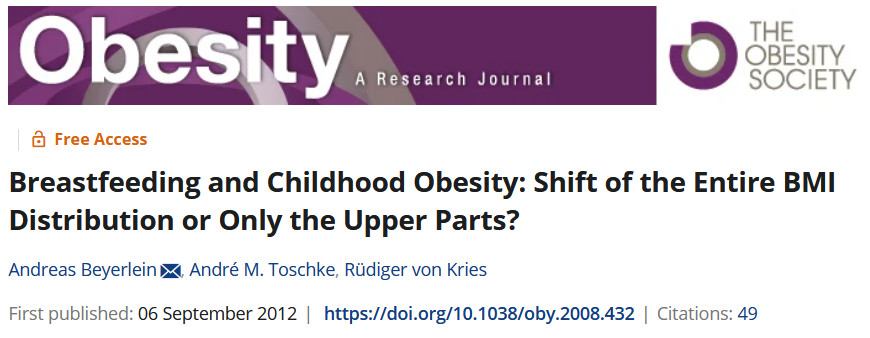 Obesity A Research Journal
THE
OBESITY
SOCIETY
Free Access
Breastfeeding and Childhood Obesity: Shift of the Entire BMI
Distribution or Only the Upper Parts?
Andreas Beyerlein, André M. Toschke, Rüdiger von Kries
First published: 06 September 2012 | https://doi.org/10.1038/oby.2008.432 | Citations: 49